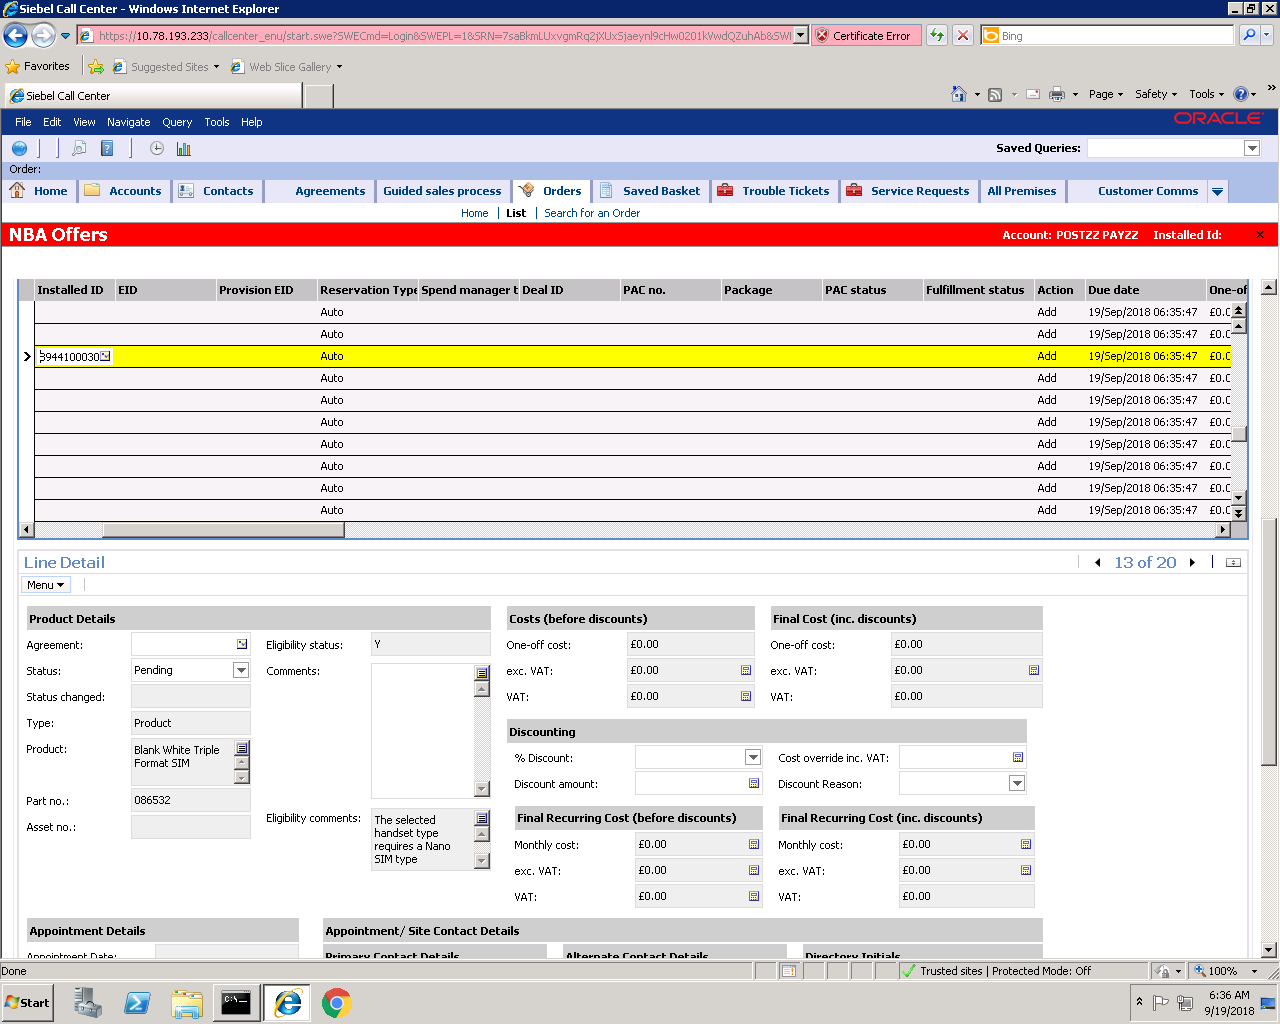 Siebel Call Center - Windows Internet Explorer
Certificate Error
Bing
Favorites Suggested Sites Web Slice Gallery
Siebel Call Center
Page Safety Tools
File Edit View Navigate Query Tools Help
ORACLE
Saved Queries:
Order:
Home Accounts Contacts Agreements Guided sales process Orders Saved Basket Trouble Tickets Service Requests All Premises Customer Comms
Home List Search for an Order
NBA Offers
Account: POSTZZ PAYZZ Installed Id:
Installed ID EID Provision EID Reservation Type Spend manager t Deal ID PAC no. Package PAC status Fulfillment status Action Due date One-of
Auto Add 19/Sep/2018 06:35:47 £0.0
Auto Add 19/Sep/2018 06:35:47 £0.0
3944100030 Auto Add 19/Sep/2018 06:35:47 £0.0
Auto Add 19/Sep/2018 06:35:47 £0.0
Auto Add 19/Sep/2018 06:35:47 £0.0
Auto Add 19/Sep/2018 06:35:47 £0.0
Auto Add 19/Sep/2018 06:35:47 £0.0
Auto Add 19/Sep/2018 06:35:47 £0.0
Auto Add 19/Sep/2018 06:35:47 £0.0
Auto Add 19/Sep/2018 06:35:47 £0.0
Line Detail
13 of 20
Menu
Product Details
Agreement:
Status: Pending
Status changed:
Type: Product
Product: Blank White Triple
Format SIM
Part no.: 086532
Asset no.:
Eligibility status: Y
Comments:
Eligibility comments: The selected
handset type
requires a Nano
SIM type
Costs (before discounts)
One-off cost: £0.00
exc. VAT: £0.00
VAT: £0.00
Final Cost (inc. discounts)
One-off cost: £0.00
exc. VAT: £0.00
VAT: £0.00
Discounting
% Discount:
Discount amount:
Cost override inc. VAT:
Discount Reason:
Final Recurring Cost (before discounts)
Monthly cost: £0.00
exc. VAT: £0.00
VAT: £0.00
Final Recurring Cost (inc. discounts)
Monthly cost: £0.00
exc. VAT: £0.00
VAT: £0.00
Appointment Details
Appointment Date:
Appointment/ Site Contact Details
Primary Contact Details Alternate Contact Details Directory Initials
Done
Trusted sites | Protected Mode: Off
100%
Start
6:36 AM
9/19/2018